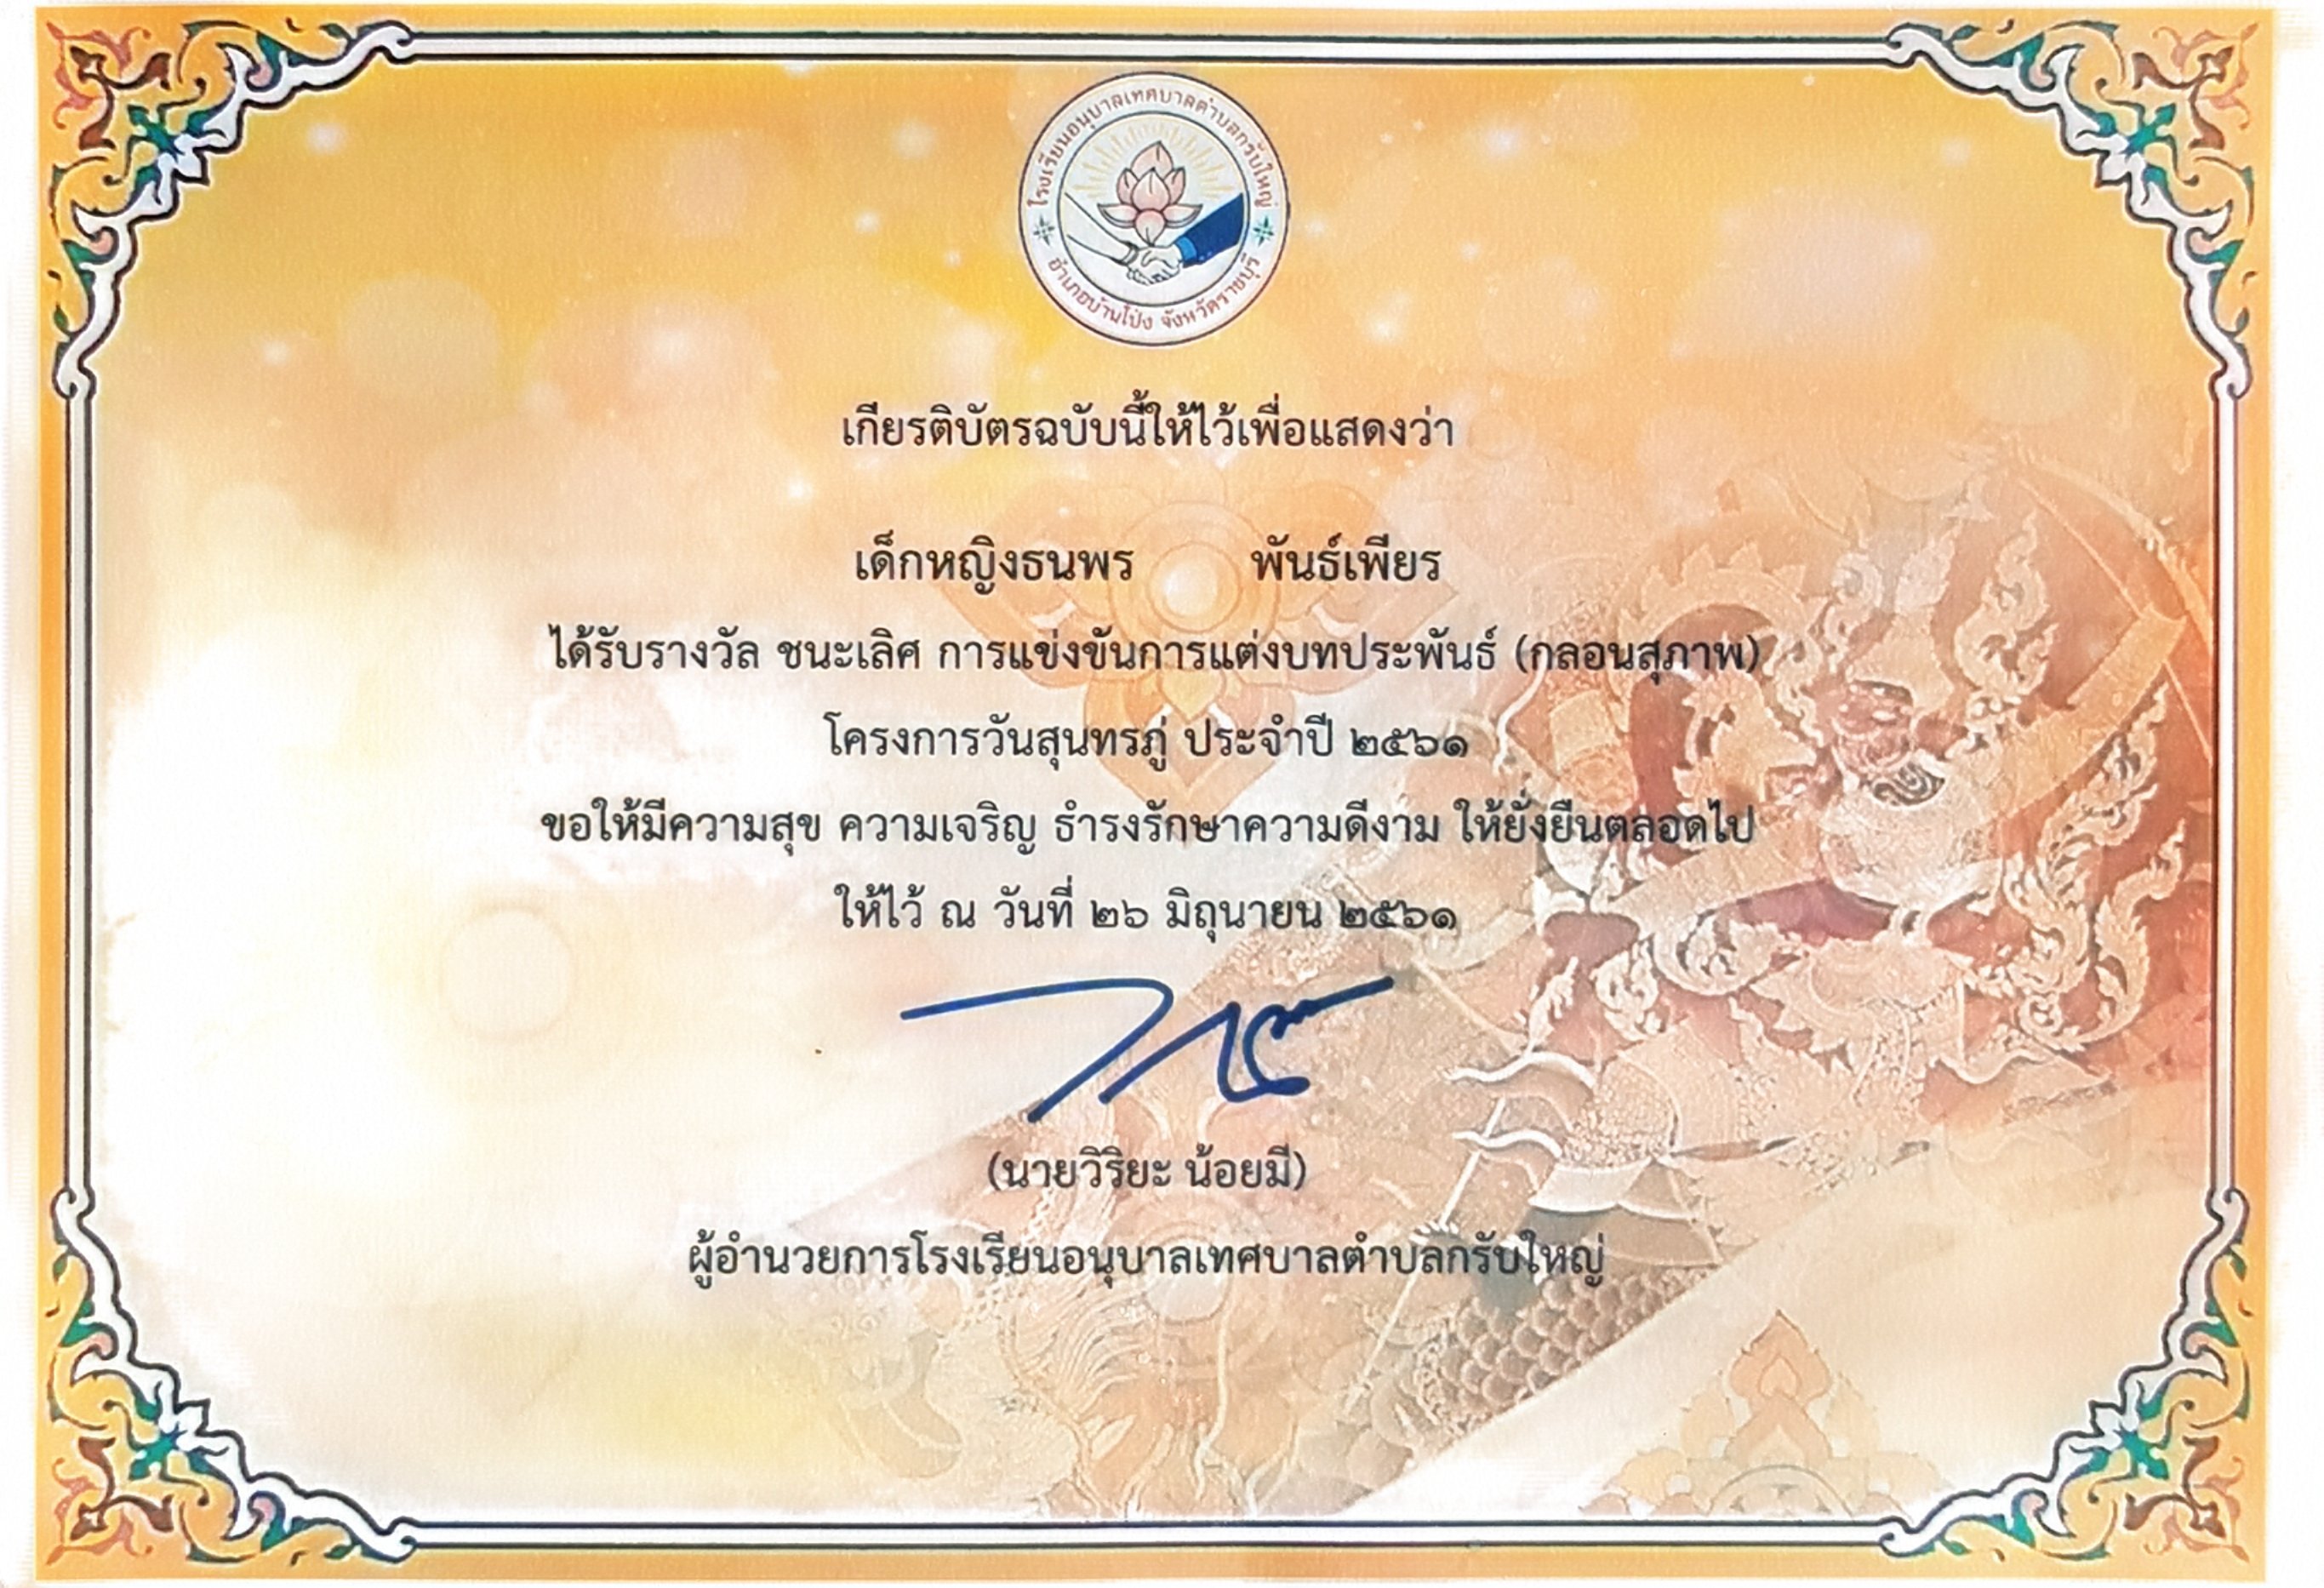 โรงเรียนอนุบาลเทศบาลตำบลกรับใหญ่
อำเภอบ้านโป่ง จังหวัดราชบุรี
เกียรติบัตรฉบับนี้ให้ไว้เพื่อแสดงว่า
เด็กหญิงธนพร พันธ์เพียร
ได้รับรางวัล ชนะเลิศ การแข่งขันการแต่งบทประพันธ์ (กลอนสุภาพ)
โครงการวันสุนทรภู่ ประจำปี ๒๕๖๑
ขอให้มีความสุข ความเจริญ ธำรงรักษาความดีงาม ให้ยั่งยืนตลอดไป
ให้ไว้ ณ วันที่ ๒๖ มิถุนายน ๒๕๖๑
(นายวิริยะ น้อยมี)
ผู้อำนวยการโรงเรียนอนุบาลเทศบาลตำบลกรับใหญ่